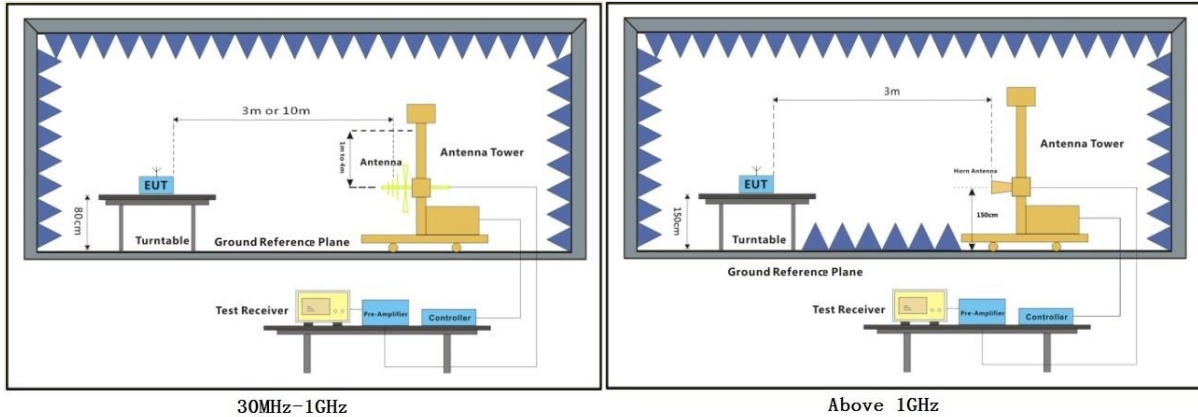 3m or 10m
1m to 4m
Antenna
Antenna Tower
EUT
80cm
Turntable
Ground Reference Plane
Test Receiver
Pre-Amplifier
Controller
30MHz-1GHz
3m
Antenna Tower
Horn Antenna
EUT
150cm
150cm
Turntable
Ground Reference Plane
Test Receiver
Pre-Amplifier
Controller
Above 1GHz